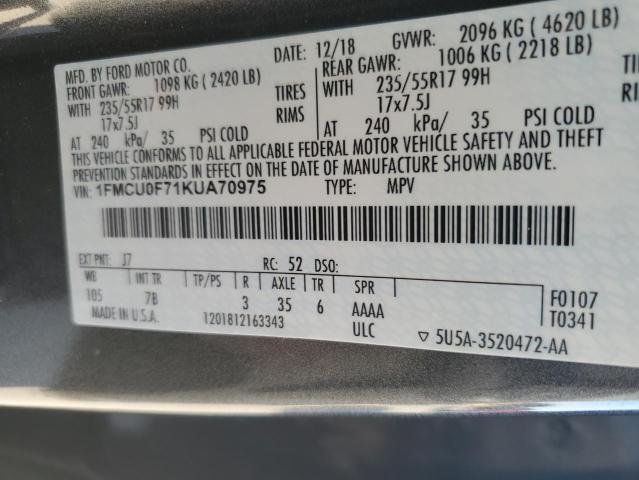 MFD. BY FORD MOTOR CO.
DATE: 12/18 GVWR: 2096 KG ( 4620 LB)
FRONT GAWR: 1098 KG ( 2420 LB) REAR GAWR: 1006 KG ( 2218 LB)
WITH 235/55R17 99H TIRES WITH 235/55R17 99H TIRES
17x7.5J RIMS 17x7.5J RIM
AT 240 kPa/ 35 PSI COLD AT 240 kPa/ 35 PSI COLD
THIS VEHICLE CONFORMS TO ALL APPLICABLE FEDERAL MOTOR VEHICLE SAFETY AND THEFT
PREVENTION STANDARDS IN EFFECT ON THE DATE OF MANUFACTURE SHOWN ABOVE.
VIN: 1FMCU0F71KUA70975 TYPE: MPV
EXT PNT: J7 RC: 52 DSO:
WB INT TR TP/PS R AXLE TR SPR
105 7B 3 35 6 AAAA
F0107
T0341
MADE IN U.S.A. 1201812163343 ULC
▽ 5U5A-3520472-AA